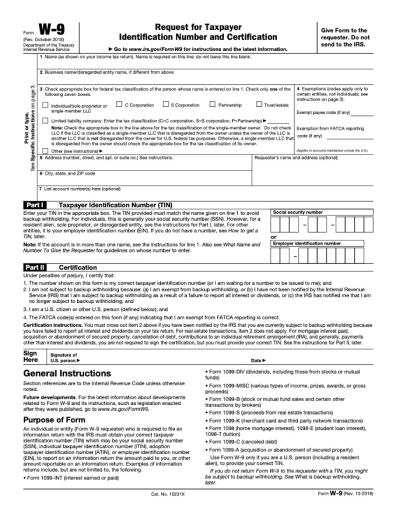 Form W-9
(Rev. October 2018)
Department of the Treasury
Internal Revenue Service
Request for Taxpayer
Identification Number and Certification
▶ Go to www.irs.gov/FormW9 for instructions and the latest information.
Give Form to the
requester. Do not
send to the IRS.
Print or type.
See Specific Instructions on page 3.
1 Name (as shown on your income tax return). Name is required on this line; do not leave this line blank.
2 Business name/disregarded entity name, if different from above
3 Check appropriate box for federal tax classification of the person whose name is entered on line 1. Check only one of the
following seven boxes.
Individual/sole proprietor or
single-member LLC
C Corporation
S Corporation
Partnership
Trust/estate
Limited liability company. Enter the tax classification (C=C corporation, S=S corporation, P=Partnership) ▶
Note: Check the appropriate box in the line above for the tax classification of the single-member owner. Do not check
LLC if the LLC is classified as a single-member LLC that is disregarded from the owner unless the owner of the LLC is
another LLC that is not disregarded from the owner for U.S. federal tax purposes. Otherwise, a single-member LLC that
is disregarded from the owner should check the appropriate box for the tax classification of its owner.
Other (see instructions) ▶
4 Exemptions (codes apply only to
certain entities, not individuals; see
instructions on page 3):
Exempt payee code (if any)
Exemption from FATCA reporting
code (if any)
(Applies to accounts maintained outside the U.S.)
5 Address (number, street, and apt. or suite no.) See instructions.
Requester's name and address (optional)
6 City, state, and ZIP code
7 List account number(s) here (optional)
Part I Taxpayer Identification Number (TIN)
Enter your TIN in the appropriate box. The TIN provided must match the name given on line 1 to avoid
backup withholding. For individuals, this is generally your social security number (SSN). However, for a
resident alien, sole proprietor, or disregarded entity, see the instructions for Part I, later. For other
entities, it is your employer identification number (EIN). If you do not have a number, see How to get a
TIN, later.
Note: If the account is in more than one name, see the instructions for line 1. Also see What Name and
Number To Give the Requester for guidelines on whose number to enter.
Social security number
– –
or
Employer identification number
–
Part II Certification
Under penalties of perjury, I certify that:
1. The number shown on this form is my correct taxpayer identification number (or I am waiting for a number to be issued to me); and
2. I am not subject to backup withholding because: (a) I am exempt from backup withholding, or (b) I have not been notified by the Internal Revenue
Service (IRS) that I am subject to backup withholding as a result of a failure to report all interest or dividends, or (c) the IRS has notified me that I am
no longer subject to backup withholding; and
3. I am a U.S. citizen or other U.S. person (defined below); and
4. The FATCA code(s) entered on this form (if any) indicating that I am exempt from FATCA reporting is correct.
Certification instructions. You must cross out item 2 above if you have been notified by the IRS that you are currently subject to backup withholding because
you have failed to report all interest and dividends on your tax return. For real estate transactions, item 2 does not apply. For mortgage interest paid,
acquisition or abandonment of secured property, cancellation of debt, contributions to an individual retirement arrangement (IRA), and generally, payments
other than interest and dividends, you are not required to sign the certification, but you must provide your correct TIN. See the instructions for Part II, later.
Sign
Here
Signature of
U.S. person ▶
Date ▶
General Instructions
Section references are to the Internal Revenue Code unless otherwise
noted.
Future developments. For the latest information about developments
related to Form W-9 and its instructions, such as legislation enacted
after they were published, go to www.irs.gov/FormW9.
Purpose of Form
An individual or entity (Form W-9 requester) who is required to file an
information return with the IRS must obtain your correct taxpayer
identification number (TIN) which may be your social security number
(SSN), individual taxpayer identification number (ITIN), adoption
taxpayer identification number (ATIN), or employer identification number
(EIN), to report on an information return the amount paid to you, or other
amount reportable on an information return. Examples of information
returns include, but are not limited to, the following.
• Form 1099-INT (interest earned or paid)
• Form 1099-DIV (dividends, including those from stocks or mutual
funds)
• Form 1099-MISC (various types of income, prizes, awards, or gross
proceeds)
• Form 1099-B (stock or mutual fund sales and certain other
transactions by brokers)
• Form 1099-S (proceeds from real estate transactions)
• Form 1099-K (merchant card and third party network transactions)
• Form 1098 (home mortgage interest), 1098-E (student loan interest),
1098-T (tuition)
• Form 1099-C (canceled debt)
• Form 1099-A (acquisition or abandonment of secured property)
Use Form W-9 only if you are a U.S. person (including a resident
alien), to provide your correct TIN.
If you do not return Form W-9 to the requester with a TIN, you might
be subject to backup withholding. See What is backup withholding,
later.
Cat. No. 10231X
Form W-9 (Rev. 10-2018)